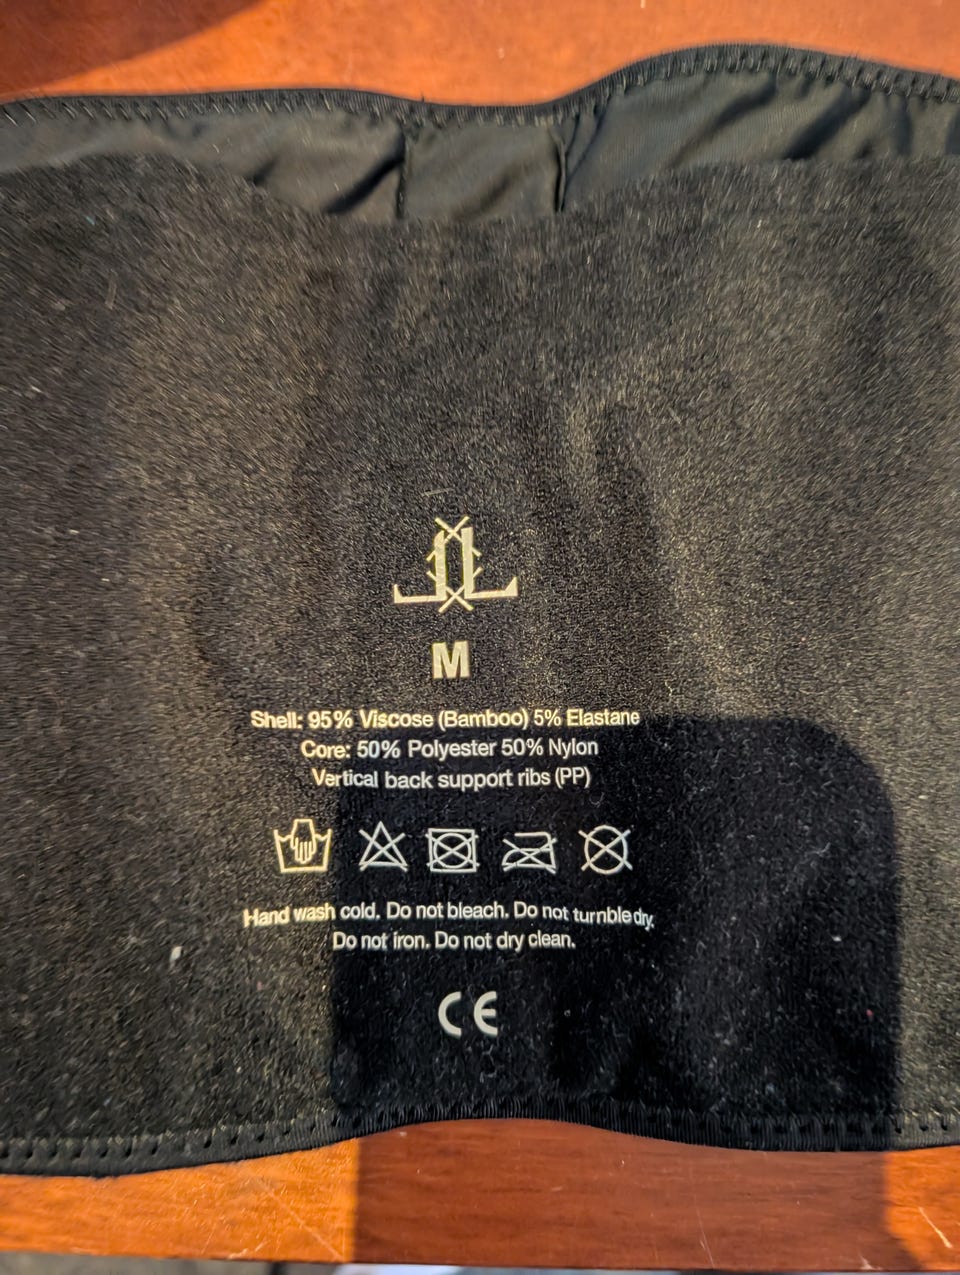 M
Shell: 95% Viscose (Bamboo) 5% Elastane
Core: 50% Polyester 50% Nylon
Vertical back support ribs (PP)
Hand wash cold. Do not bleach. Do not turnble dry.
Do not iron. Do not dry clean.
CE